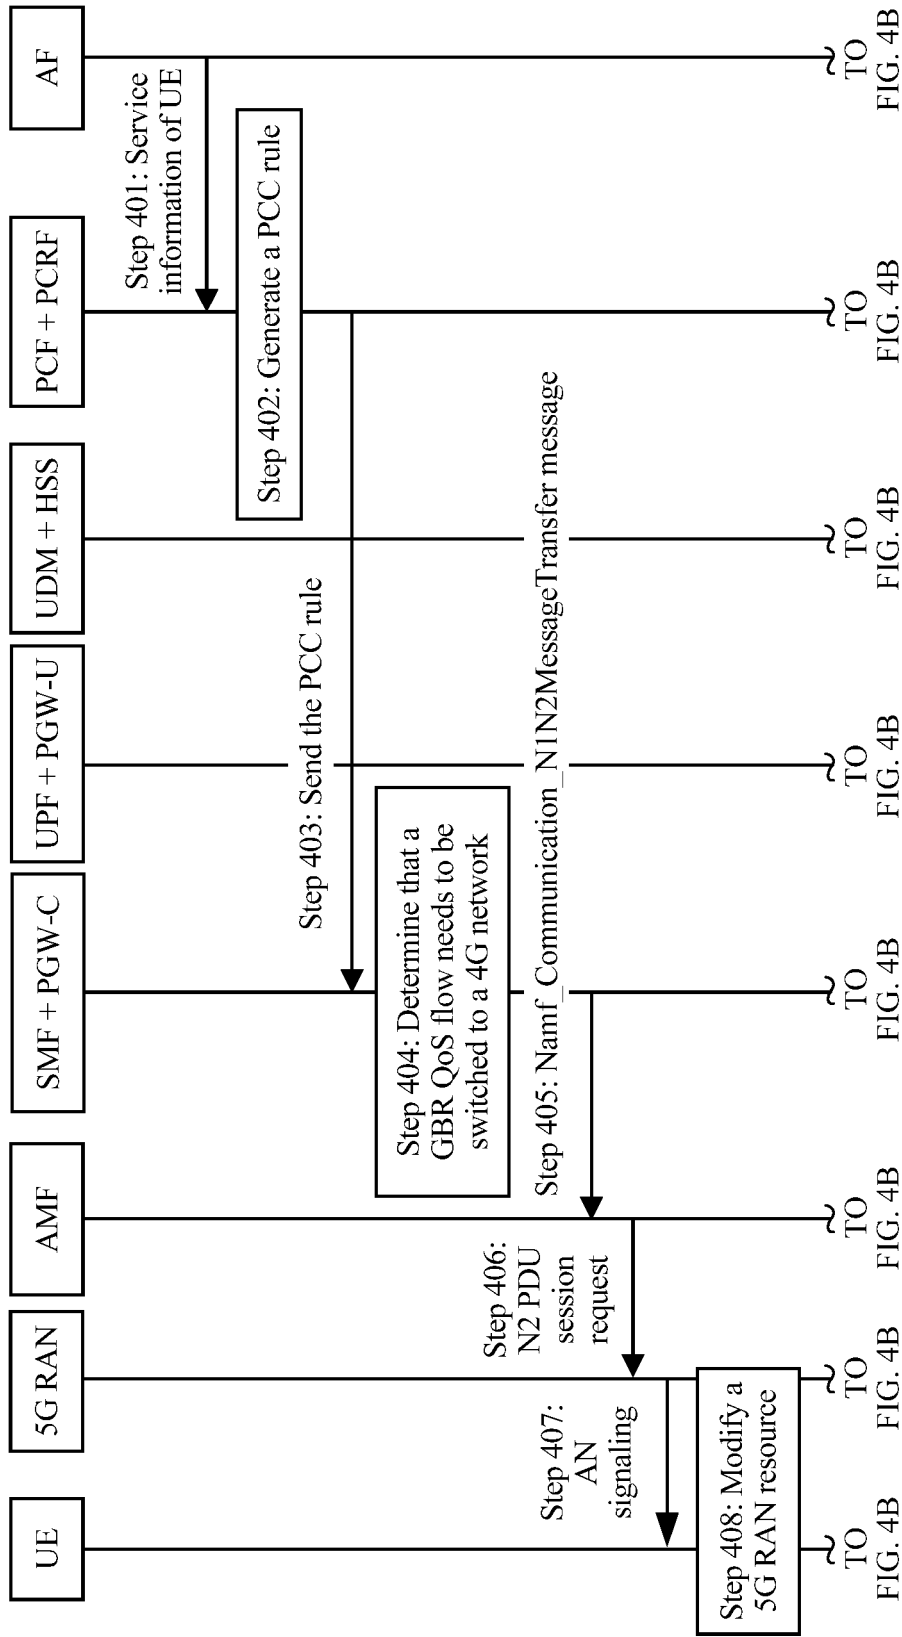 UE
5G RAN
AMF
SMF + PGW-C
UPF + PGW-U
UDM + HSS
PCF + PCRF
AF
Step 401: Service
information of UE
Step 402: Generate a PCC rule
Step 403: Send the PCC rule
Step 404: Determine that a
GBR QoS flow needs to be
switched to a 4G network
Step 405: Namf_Communication_N1N2MessageTransfer message
Step 406:
N2 PDU
session
request
Step 407:
AN
signaling
Step 408: Modify a
5G RAN resource
TO
FIG. 4B
TO
FIG. 4B
TO
FIG. 4B
TO
FIG. 4B
TO
FIG. 4B
TO
FIG. 4B
TO
FIG. 4B
TO
FIG. 4B